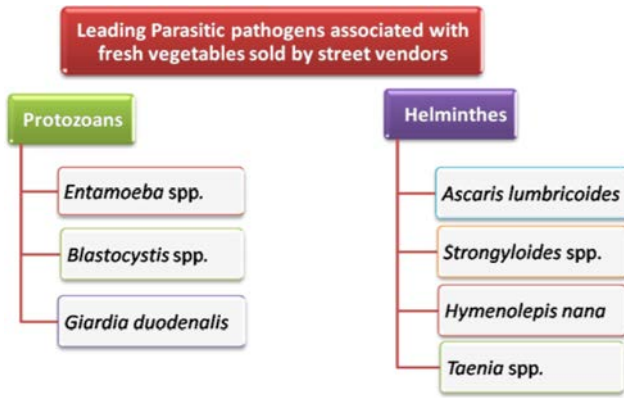 Leading Parasitic pathogens associated with
fresh vegetables sold by street vendors
Protozoans
Entamoeba spp.
Blastocystis spp.
Giardia duodenalis
Helminthes
Ascaris lumbricoides
Strongyloides spp.
Hymenolepis nana
Taenia spp.